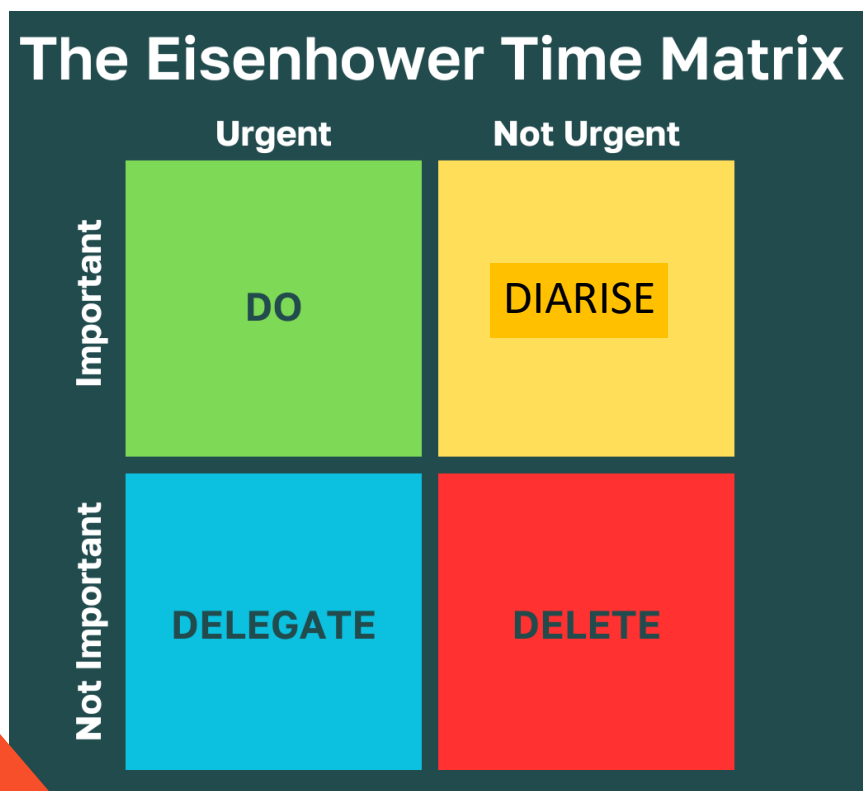 The Eisenhower Time Matrix
Urgent
Not Urgent
Important
DO
DIARISE
Not Important
DELEGATE
DELETE